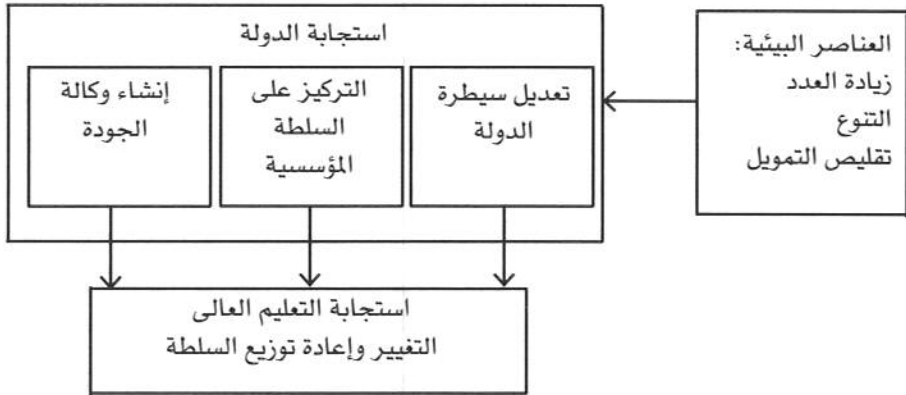 العناصر البيئية:
زيادة العدد
التنوع
تقليص التمويل
استجابة الدولة
تعديل سيطرة
الدولة
التركيز على
السلطة
المؤسسية
إنشاء وكالة
الجودة
استجابة التعليم العالى
التغيير وإعادة توزيع السلطة